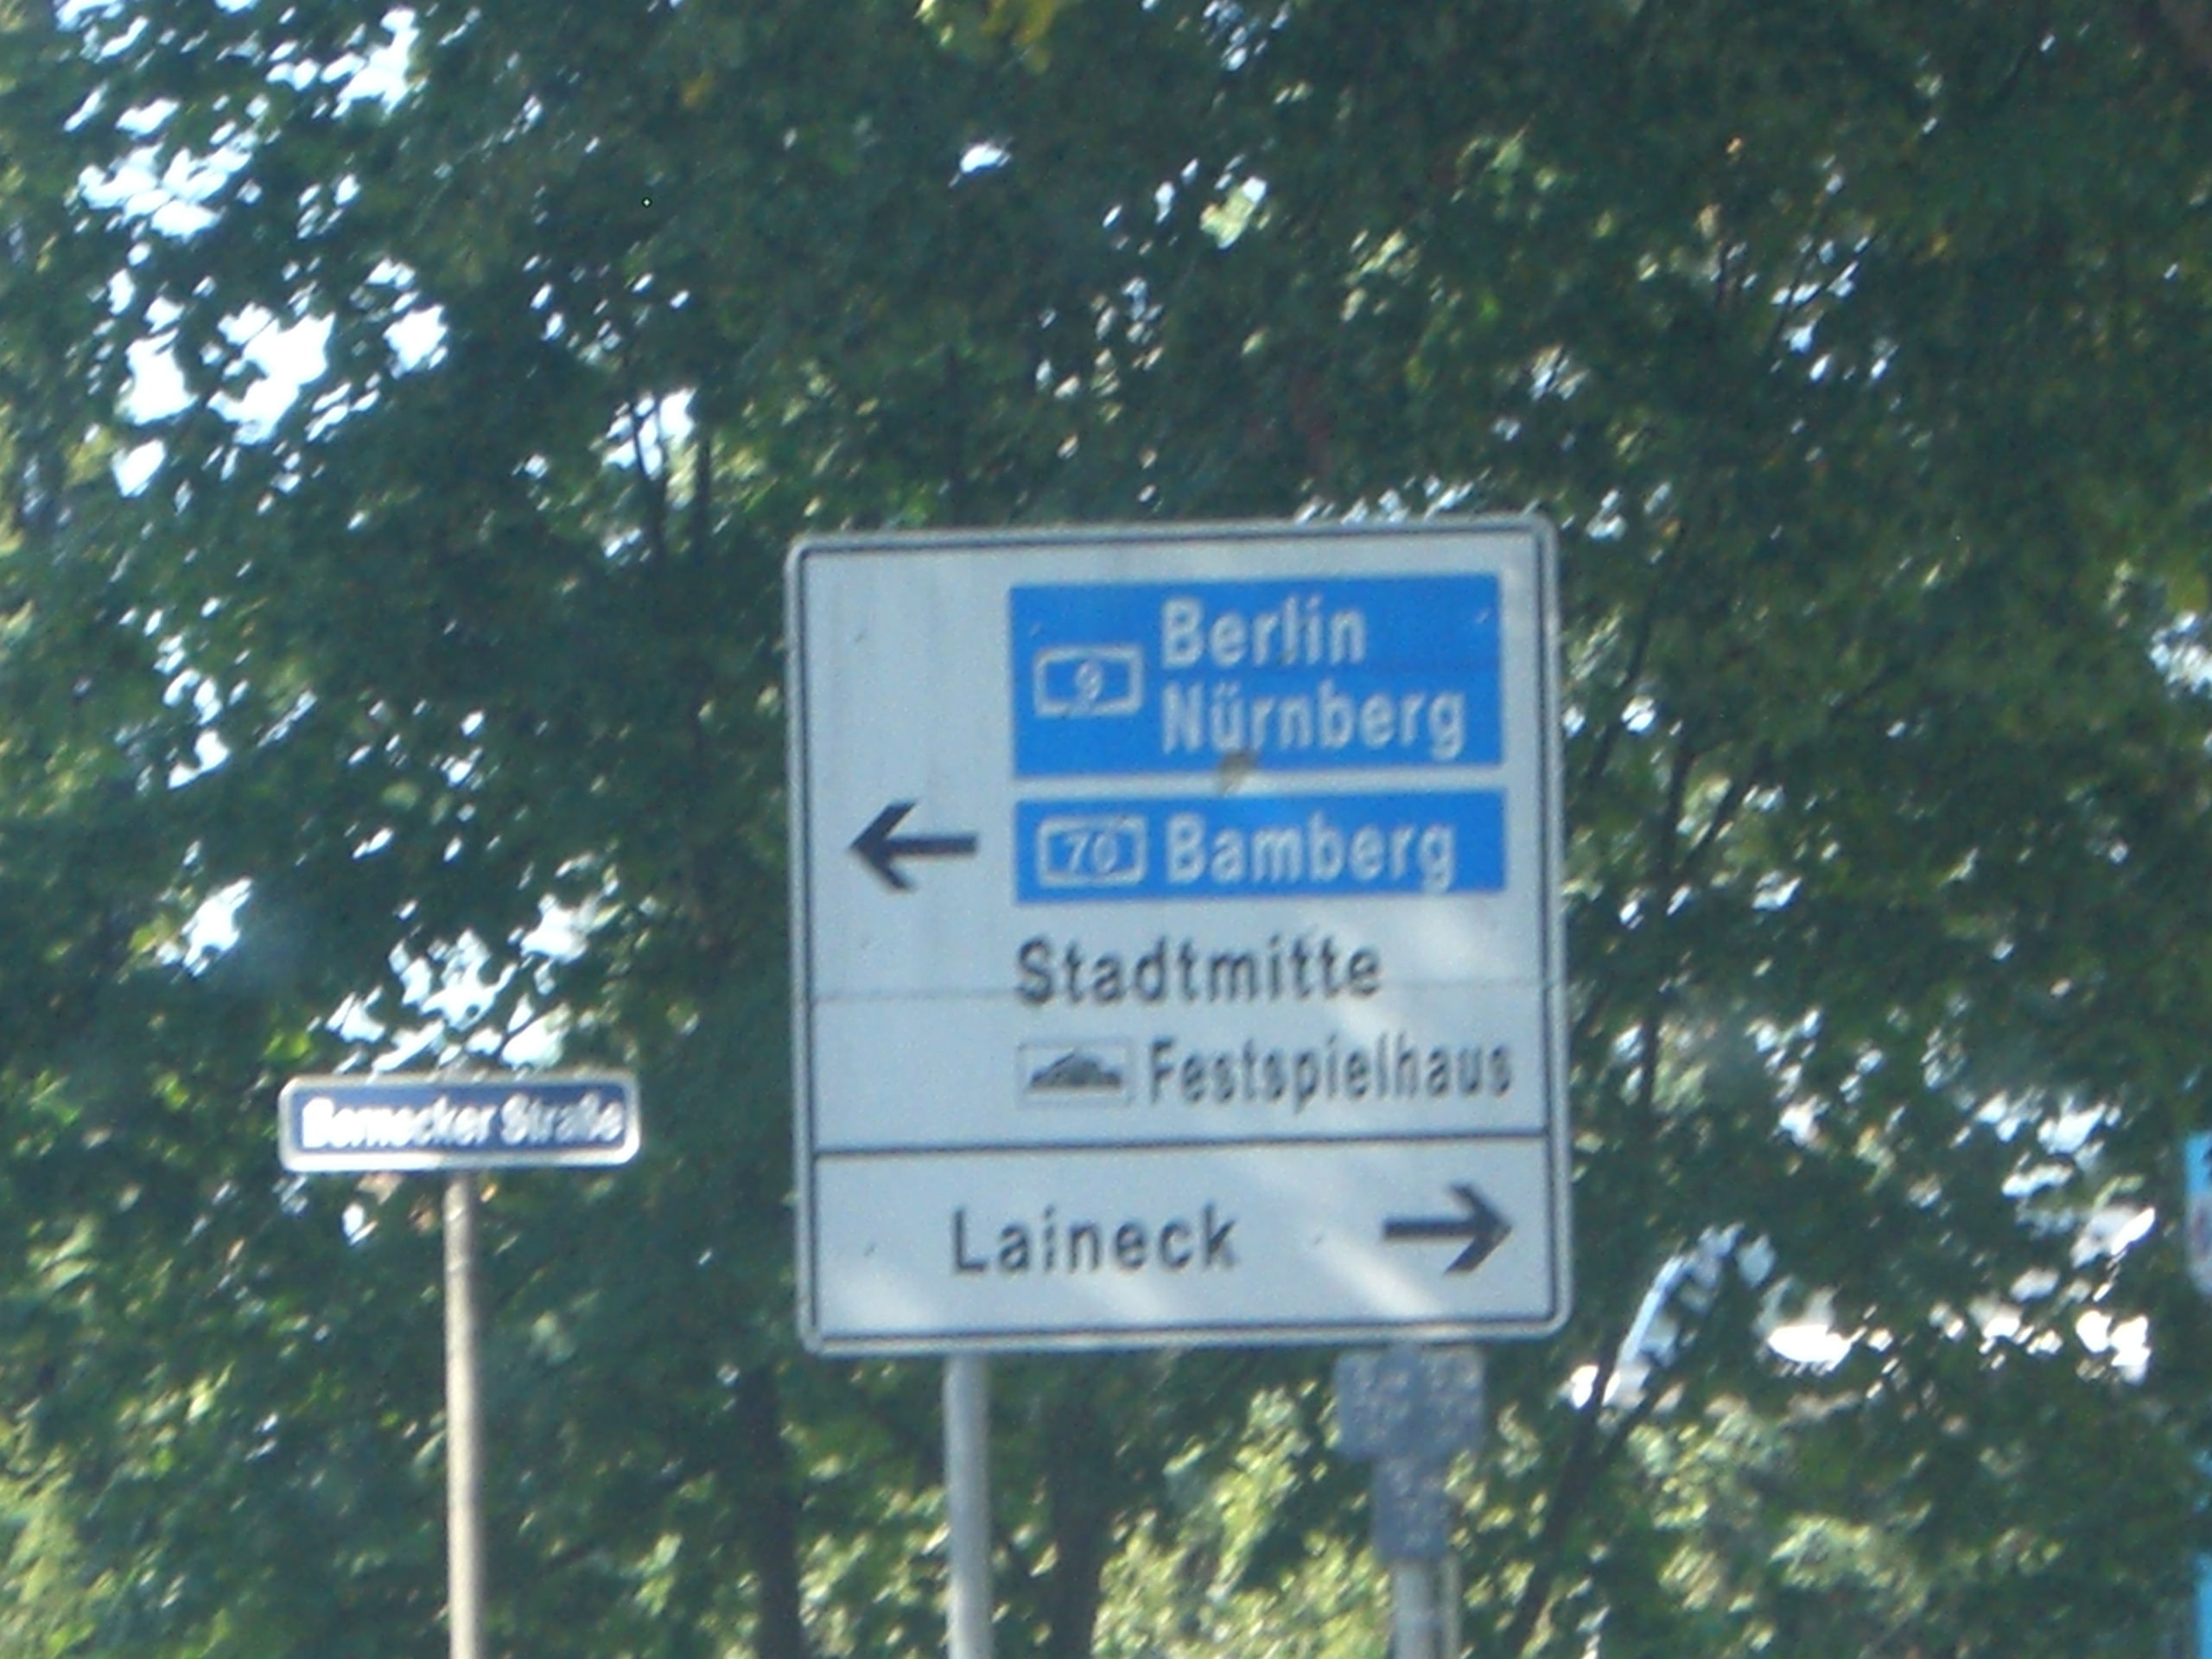 9 Berlin
Nürnberg
70 Bamberg
Stadtmitte
Festspielhaus
Laineck
Bernecker Straße